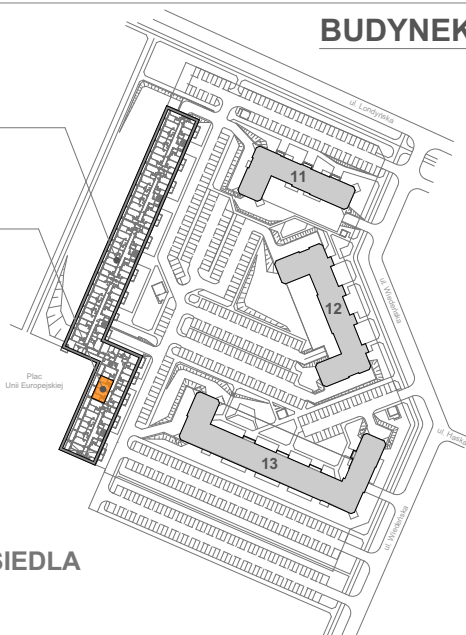 BUDYNEK
ul. Londyńska
11
ul. Wiedeńska
12
Plac
Unii Europejskiej
ul. Haska
13
ul. Wiedeńska
SIEDLA